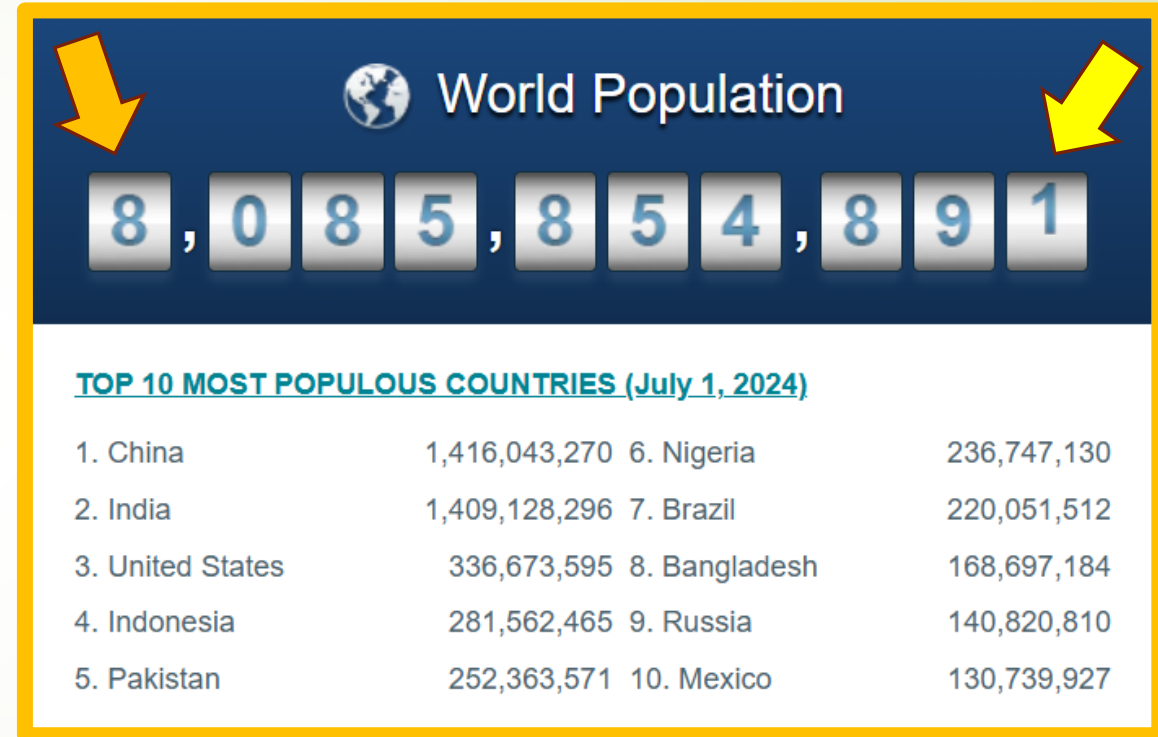 World Population
8,085,854,891
TOP 10 MOST POPULOUS COUNTRIES (July 1, 2024)
1. China 1,416,043,270 6. Nigeria 236,747,130
2. India 1,409,128,296 7. Brazil 220,051,512
3. United States 336,673,595 8. Bangladesh 168,697,184
4. Indonesia 281,562,465 9. Russia 140,820,810
5. Pakistan 252,363,571 10. Mexico 130,739,927